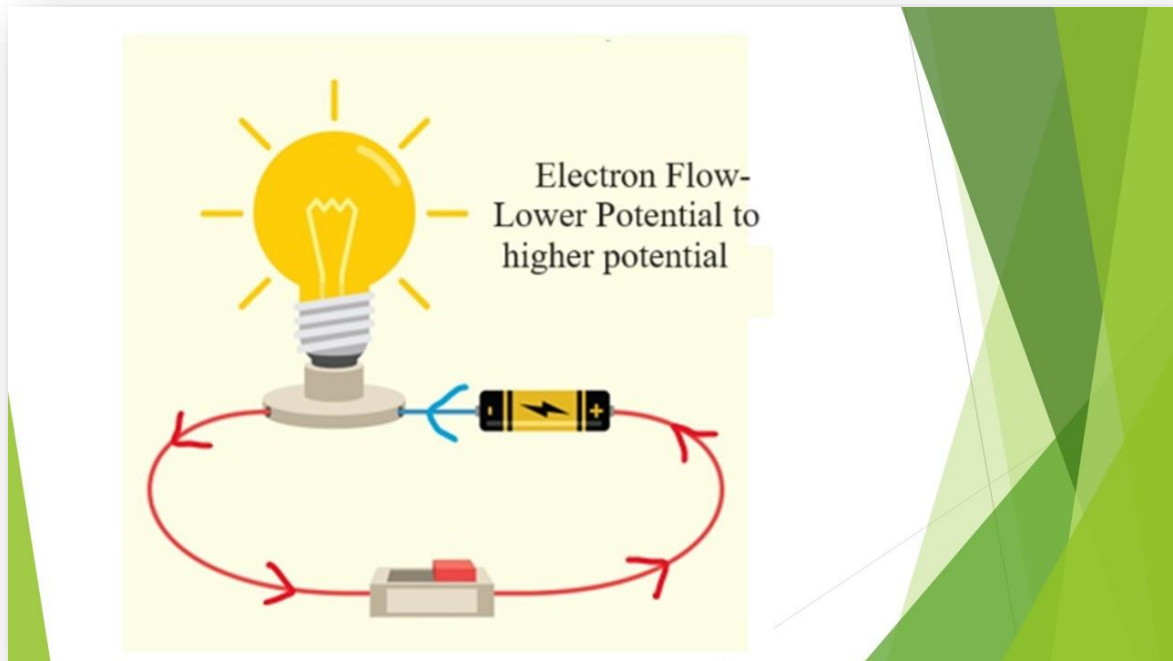 Electron Flow-
Lower Potential to
higher potential
- +